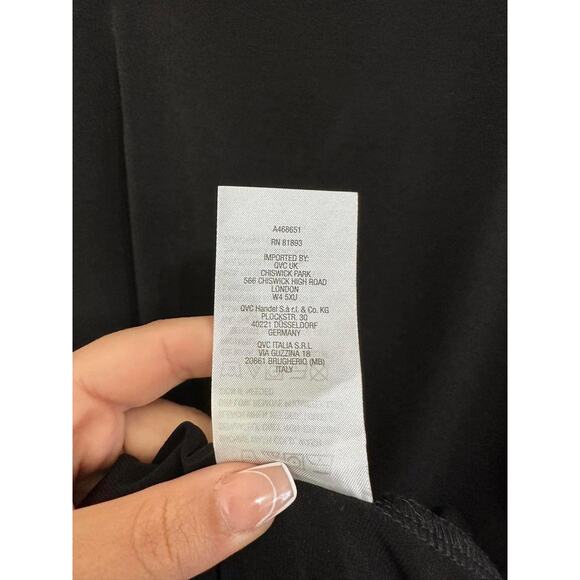 A468651
RN 81893
IMPORTED BY:
QVC UK
CHISWICK PARK
566 CHISWICK HIGH ROAD
LONDON
W4 5XU
QVC Handel S.à r.l. & Co. KG
PLOCKSTR. 30
40221 DÜSSELDORF
GERMANY
QVC ITALIA S.R.L
VIA GUZZINA 18
20861 BRUGHERIO (MB)
ITALY